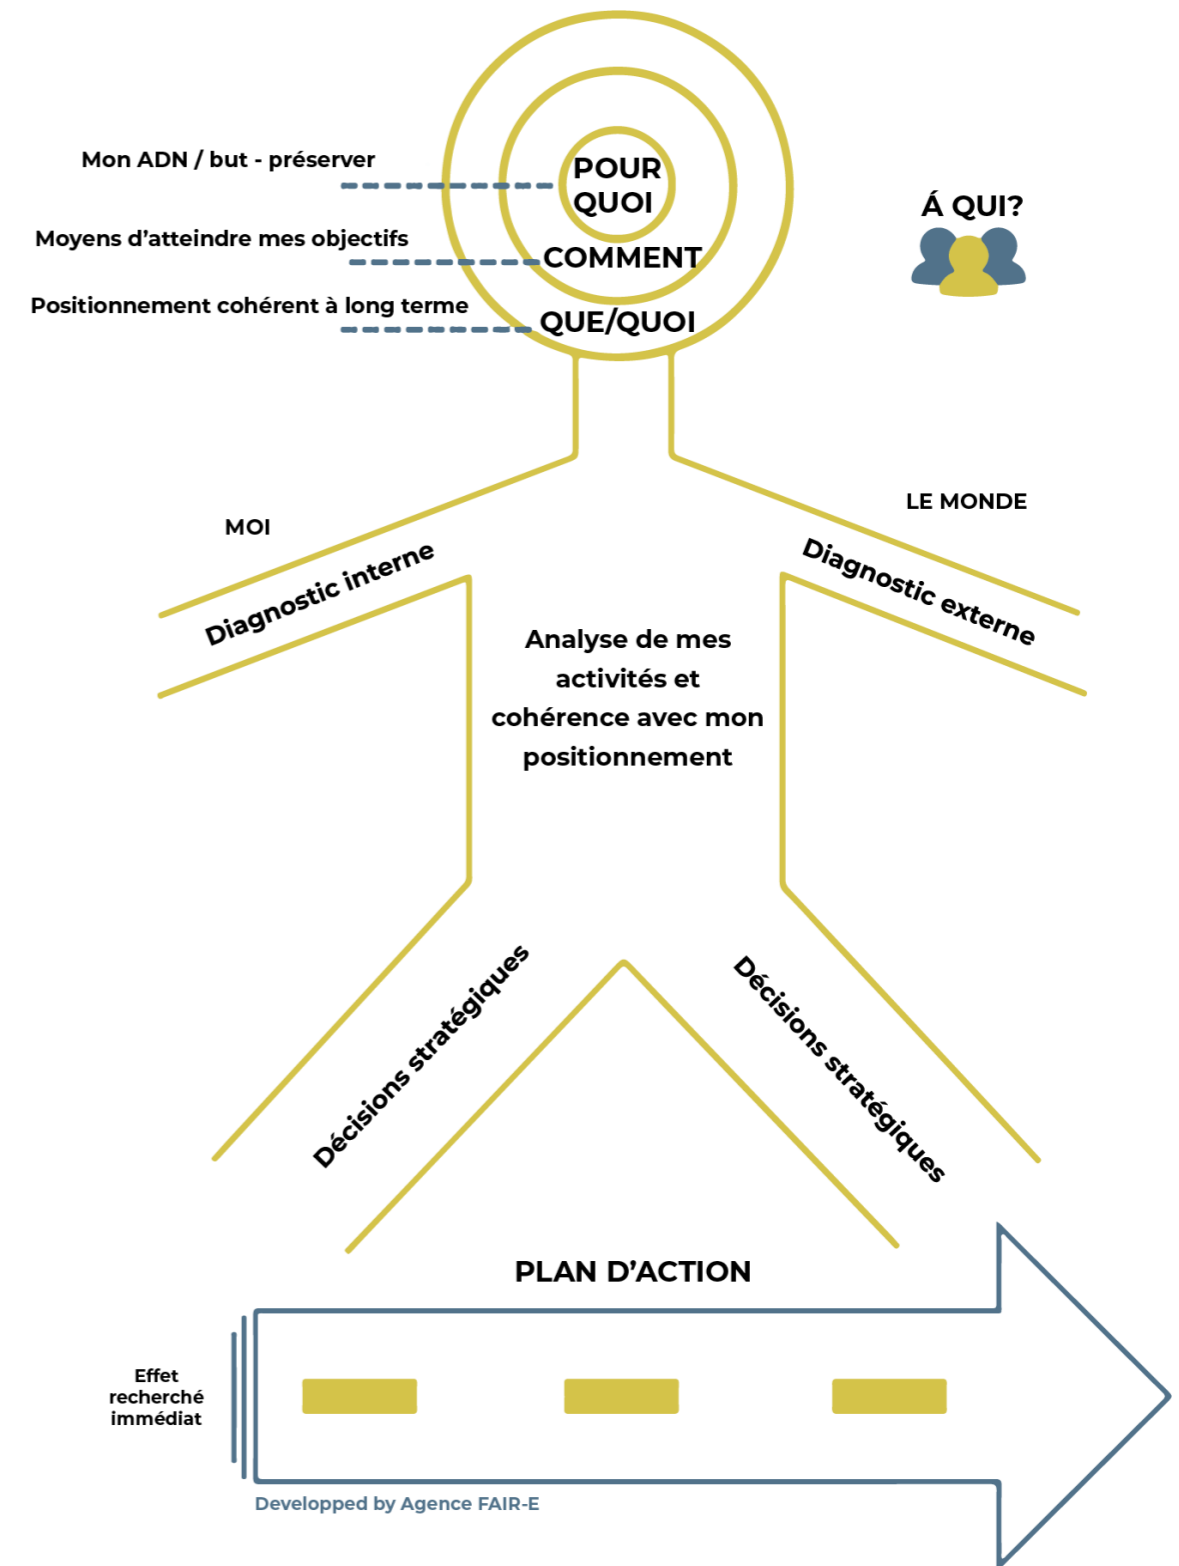 Mon ADN / but - préserver
POUR
QUOI
Á QUI?
Moyens d'atteindre mes objectifs
COMMENT
Positionnement cohérent à long terme
QUE/QUOI
MOI
LE MONDE
Diagnostic interne
Diagnostic externe
Analyse de mes
activités et
cohérence avec mon
positionnement
Décisions stratégiques
Décisions stratégiques
PLAN D'ACTION
Effet
recherché
immédiat
Developped by Agence FAIR-E